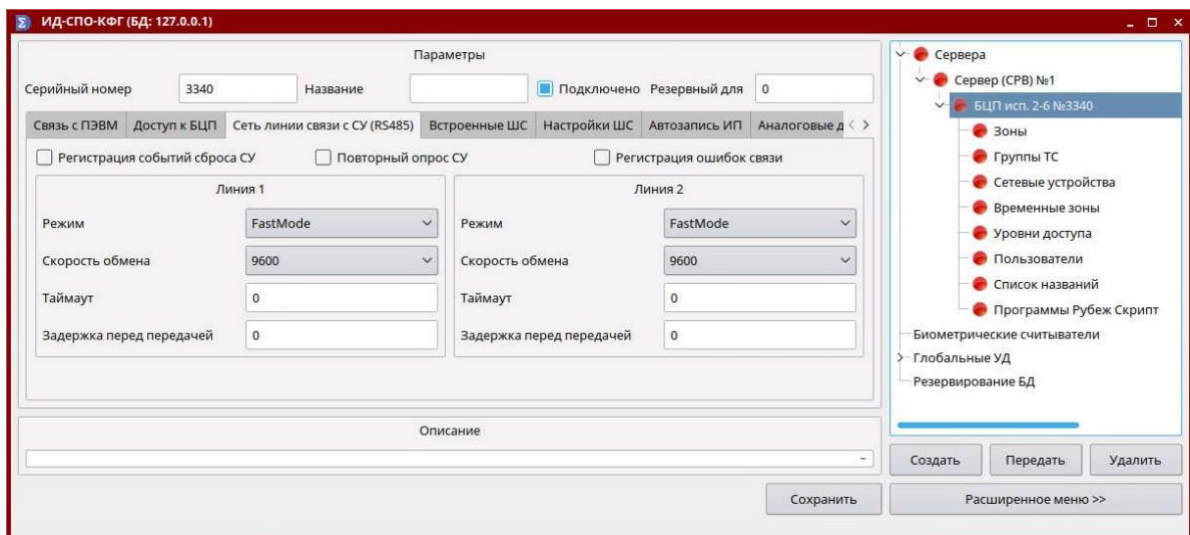 ИД-СПО-КФГ (БД: 127.0.0.1)
Параметры
Серийный номер 3340 Название Подключено Резервный для 0
Связь с ПЭВМ Доступ к БЦП Сеть линии связи с СУ (RS485) Встроенные ШС Настройки ШС Автозапись ИП Аналоговые д
Регистрация событий сброса СУ Повторный опрос СУ Регистрация ошибок связи
Линия 1
Режим FastMode
Скорость обмена 9600
Таймаут 0
Задержка перед передачей 0
Линия 2
Режим FastMode
Скорость обмена 9600
Таймаут 0
Задержка перед передачей 0
Описание
Сохранить
Сервера
Сервер (СРВ) №1
БЦП исп. 2-6 №3340
Зоны
Группы ТС
Сетевые устройства
Временные зоны
Уровни доступа
Пользователи
Список названий
Программы Рубеж Скрипт
Биометрические считыватели
Глобальные УД
Резервирование БД
Создать Передать Удалить
Расширенное меню >>